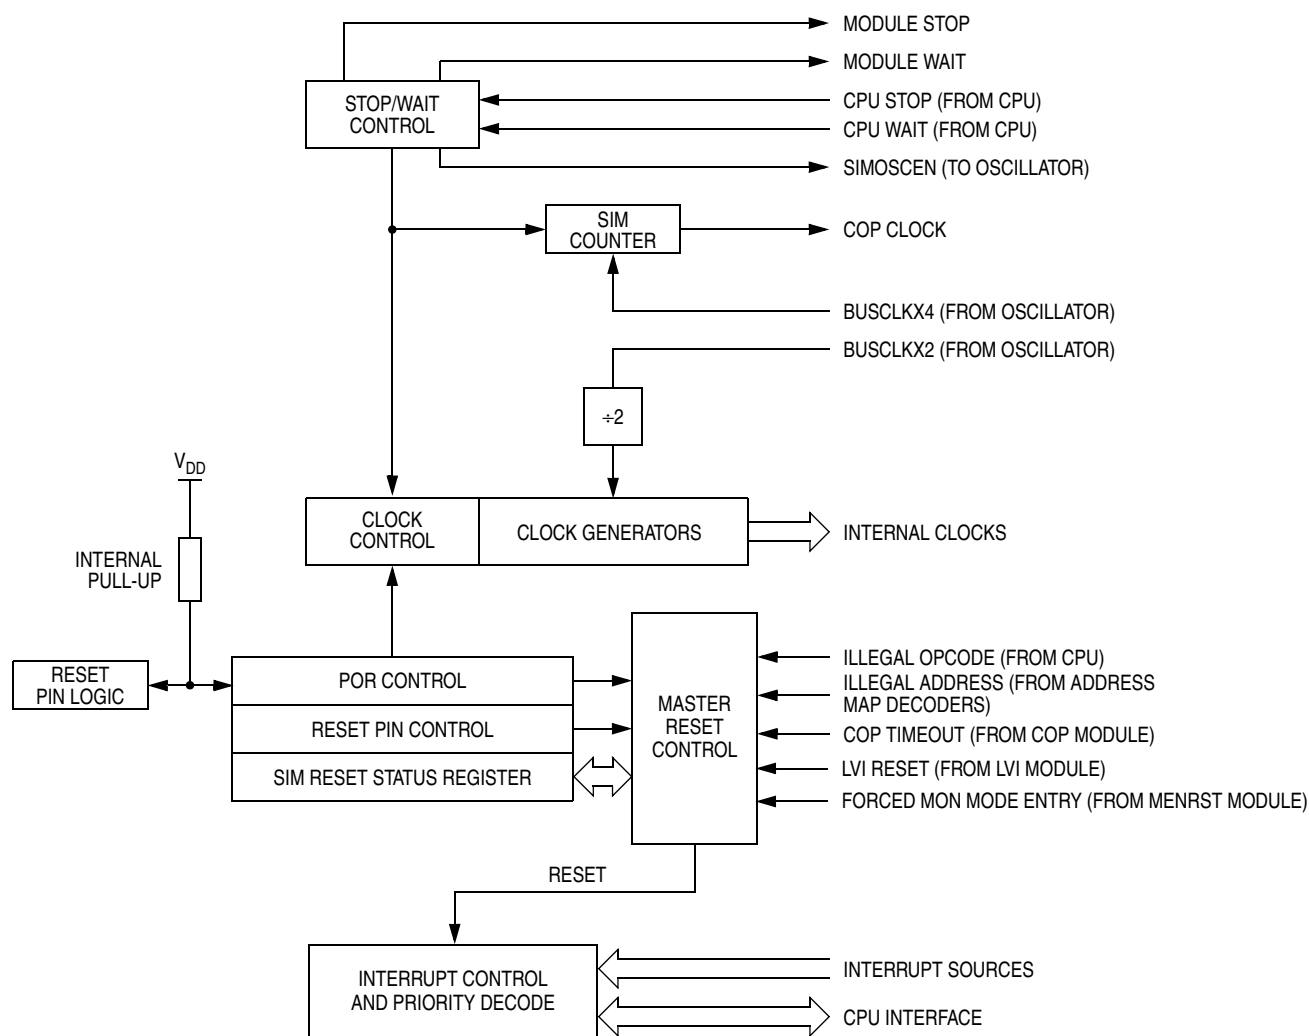 MODULE STOP
MODULE WAIT
STOP/WAIT
CONTROL
CPU STOP (FROM CPU)
CPU WAIT (FROM CPU)
SIMOSCEN (TO OSCILLATOR)
SIM
COUNTER
COP CLOCK
BUSCLKX4 (FROM OSCILLATOR)
BUSCLKX2 (FROM OSCILLATOR)
÷2
VDD
CLOCK
CONTROL
CLOCK GENERATORS
INTERNAL CLOCKS
INTERNAL
PULL-UP
RESET
PIN LOGIC
POR CONTROL
RESET PIN CONTROL
SIM RESET STATUS REGISTER
MASTER
RESET
CONTROL
ILLEGAL OPCODE (FROM CPU)
ILLEGAL ADDRESS (FROM ADDRESS
MAP DECODERS)
COP TIMEOUT (FROM COP MODULE)
LVI RESET (FROM LVI MODULE)
FORCED MON MODE ENTRY (FROM MENRST MODULE)
RESET
INTERRUPT CONTROL
AND PRIORITY DECODE
INTERRUPT SOURCES
CPU INTERFACE